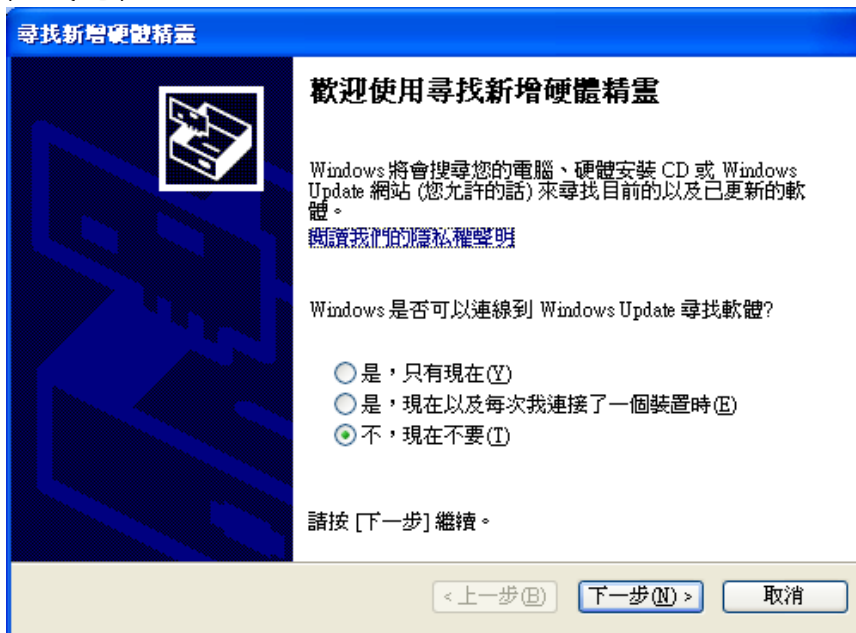 尋找新增硬體精靈
歡迎使用尋找新增硬體精靈
Windows 將會搜尋您的電腦、硬體安裝 CD 或 Windows
Update 網站 (您允許的話) 來尋找目前的以及已更新的軟
體。
閱讀我們的隱私權聲明
Windows 是否可以連線到 Windows Update 尋找軟體?
是，只有現在(Y)
是，現在以及每次我連接了一個裝置時(E)
不，現在不要(T)
請按 [下一步] 繼續。
<上一步(B) 下一步(N) > 取消